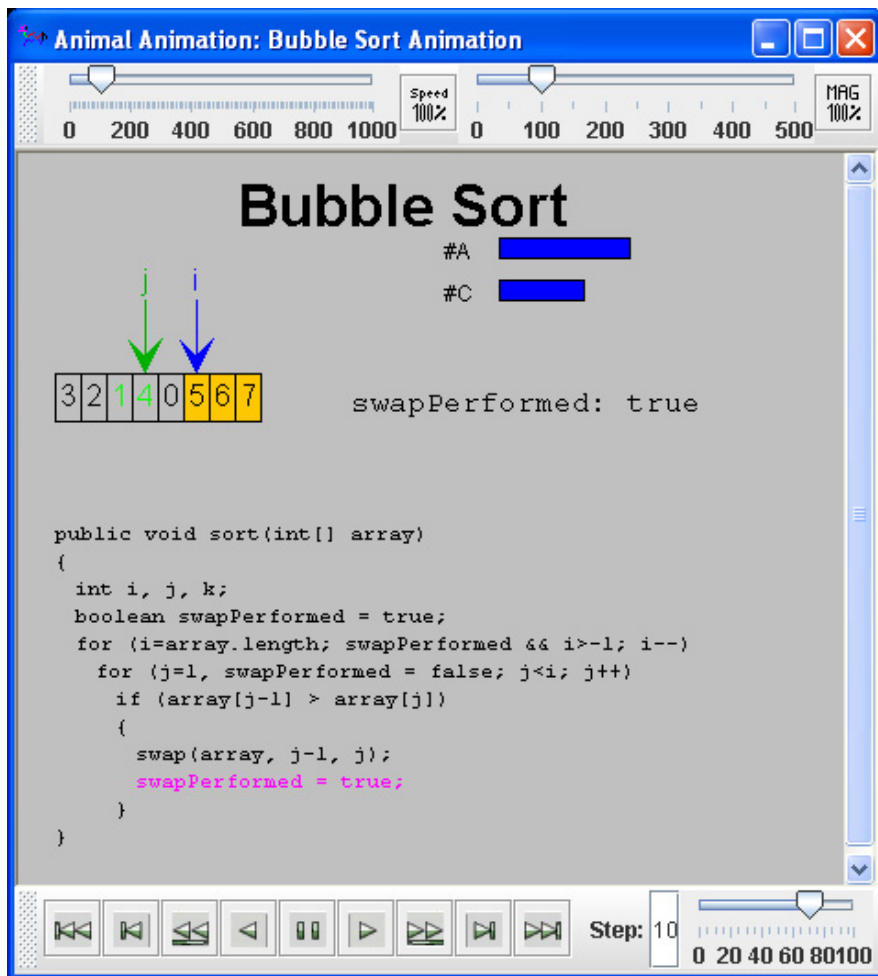 Animal Animation: Bubble Sort Animation
0 200 400 600 800 1000
Speed 100%
0 100 200 300 400 500
MAG 100%
Bubble Sort
#A
#C
j i
3 2 1 4 0 5 6 7
swapPerformed: true
public void sort(int[] array)
{
int i, j, k;
boolean swapPerformed = true;
for (i=array.length; swapPerformed && i>-1; i--)
for (j=1, swapPerformed = false; j<i; j++)
if (array[j-1] > array[j])
{
swap(array, j-1, j);
swapPerformed = true;
}
}
Step: 10
0 20 40 60 80100